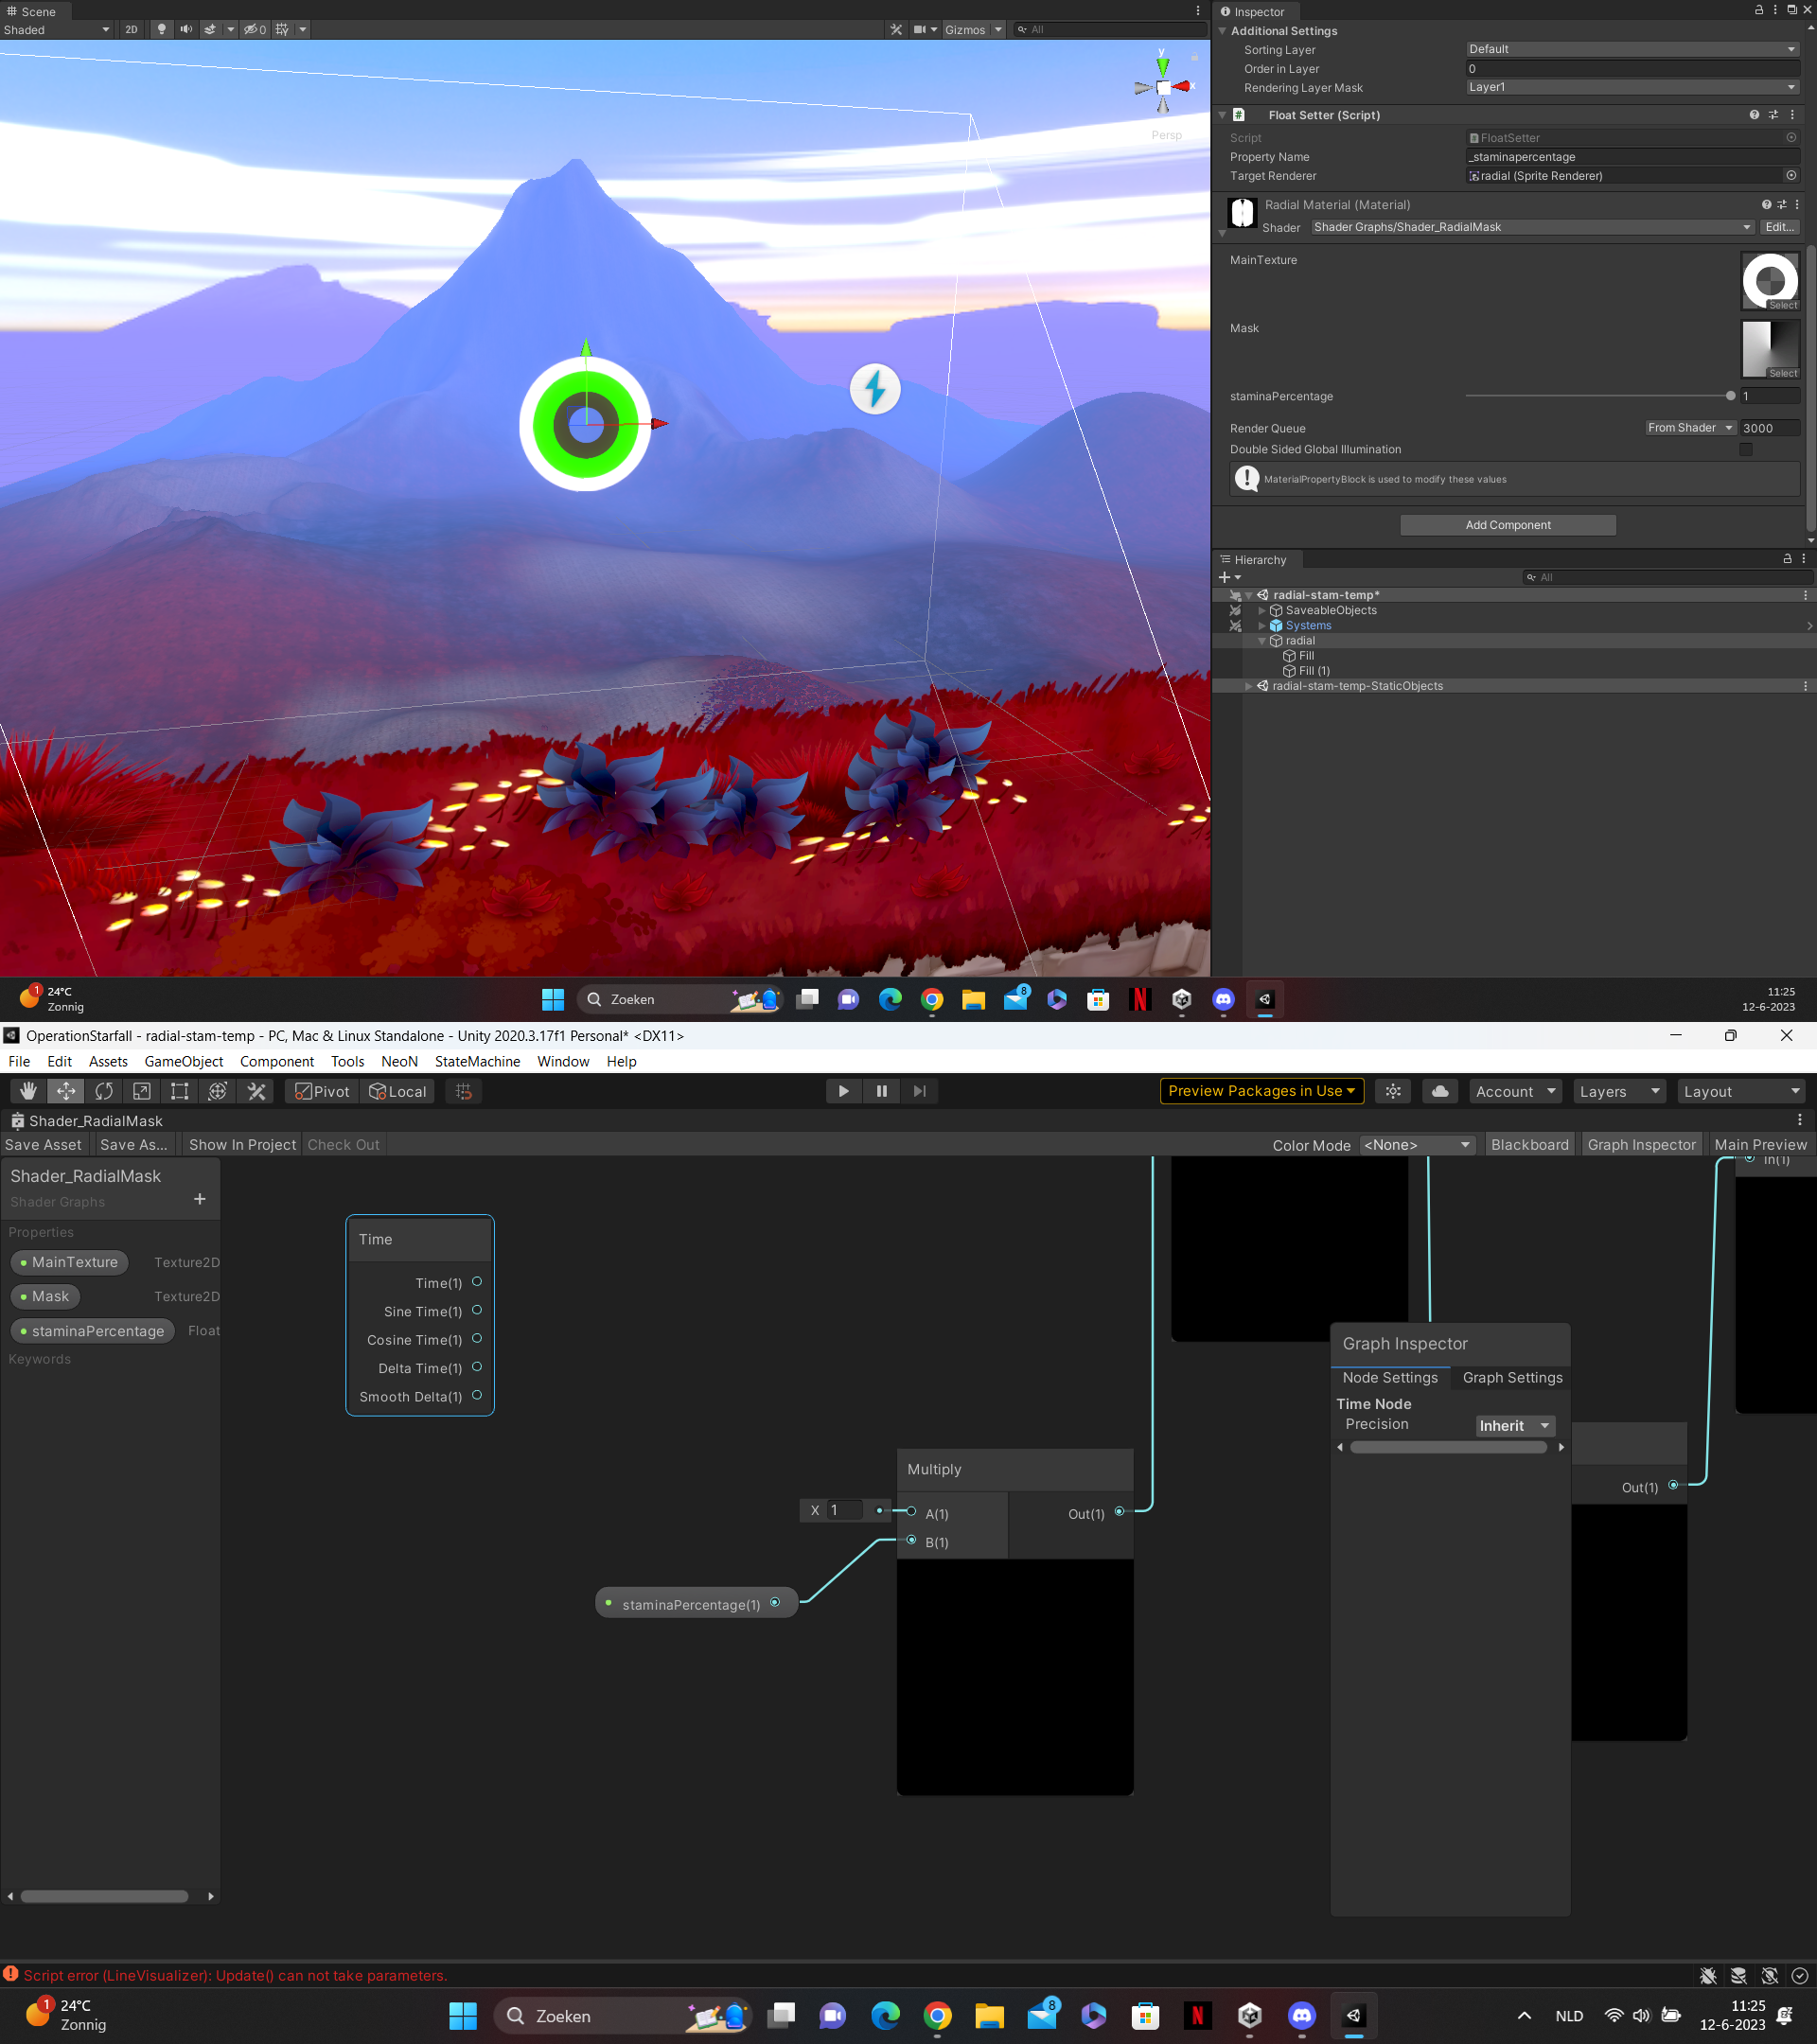 Scene
Shaded
2D
0
Gizmos
All
y
x
Persp
Inspector
Additional Settings
Sorting Layer
Default
Order in Layer
0
Rendering Layer Mask
Layer1
#
Float Setter (Script)
Script
FloatSetter
Property Name
_staminapercentage
Target Renderer
radial (Sprite Renderer)
Radial Material (Material)
Shader
Shader Graphs/Shader_RadialMask
Edit...
MainTexture
Select
Mask
Select
staminaPercentage
1
Render Queue
From Shader
3000
Double Sided Global Illumination
MaterialPropertyBlock is used to modify these values
Add Component
Hierarchy
All
radial-stam-temp*
SaveableObjects
Systems
radial
Fill
Fill (1)
radial-stam-temp-StaticObjects
1
24°C
Zonnig
Zoeken
8
11:25
12-6-2023
OperationStarfall - radial-stam-temp - PC, Mac & Linux Standalone - Unity 2020.3.17f1 Personal* <DX11>
File Edit Assets GameObject Component Tools NeoN StateMachine Window Help
Pivot
Local
Preview Packages in Use
Account
Layers
Layout
Shader_RadialMask
Save Asset
Save As...
Show In Project
Check Out
Color Mode
<None>
Blackboard
Graph Inspector
Main Preview
Shader_RadialMask
Shader Graphs
Properties
MainTexture
Texture2D
Mask
Texture2D
staminaPercentage
Float
Keywords
Time
Time(1)
Sine Time(1)
Cosine Time(1)
Delta Time(1)
Smooth Delta(1)
Multiply
X 1
A(1)
Out(1)
B(1)
staminaPercentage(1)
In(1)
Graph Inspector
Node Settings
Graph Settings
Time Node
Precision
Inherit
Out(1)
Script error (LineVisualizer): Update() can not take parameters.
1
24°C
Zonnig
Zoeken
8
NLD
11:25
12-6-2023